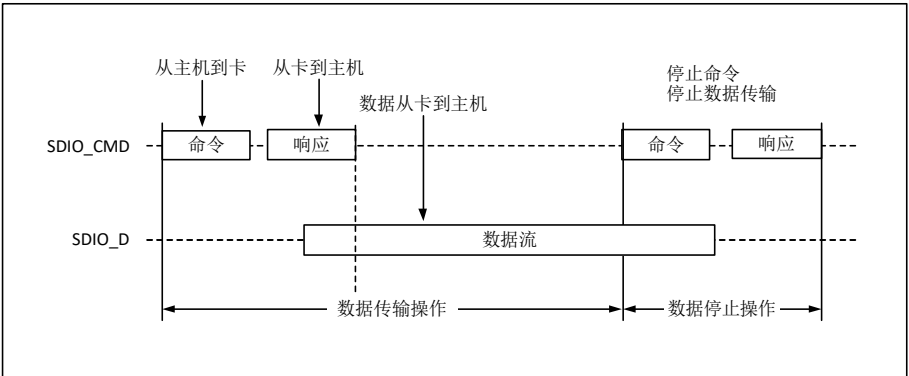 从主机到卡
从卡到主机
停止命令
停止数据传输
数据从卡到主机
SDIO_CMD
命令
响应
命令
响应
SDIO_D
数据流
数据传输操作
数据停止操作